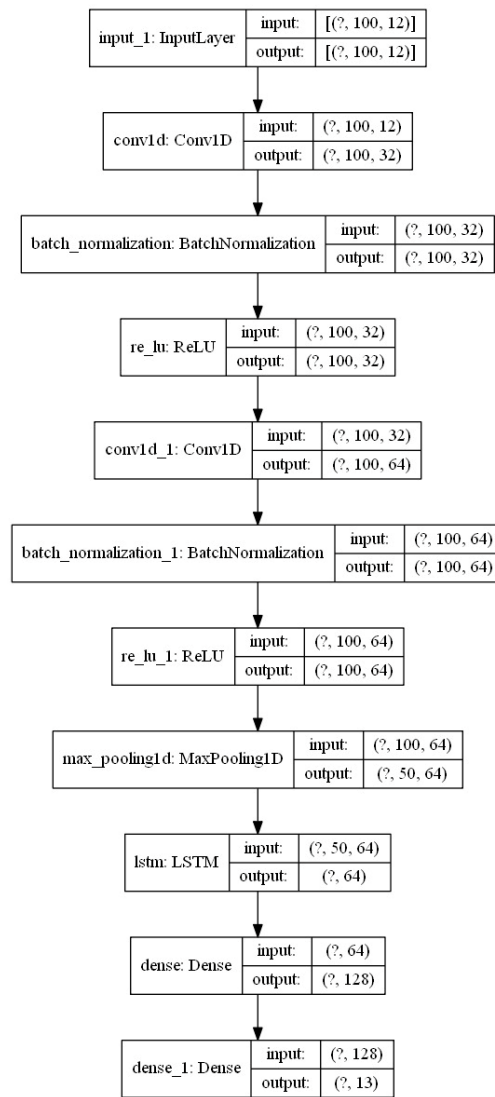 input_1: InputLayer
input: [(?, 100, 12)]
output: [(?, 100, 12)]
conv1d: Conv1D
input: (?, 100, 12)
output: (?, 100, 32)
batch_normalization: BatchNormalization
input: (?, 100, 32)
output: (?, 100, 32)
re_lu: ReLU
input: (?, 100, 32)
output: (?, 100, 32)
conv1d_1: Conv1D
input: (?, 100, 32)
output: (?, 100, 64)
batch_normalization_1: BatchNormalization
input: (?, 100, 64)
output: (?, 100, 64)
re_lu_1: ReLU
input: (?, 100, 64)
output: (?, 100, 64)
max_pooling1d: MaxPooling1D
input: (?, 100, 64)
output: (?, 50, 64)
lstm: LSTM
input: (?, 50, 64)
output: (?, 64)
dense: Dense
input: (?, 64)
output: (?, 128)
dense_1: Dense
input: (?, 128)
output: (?, 13)